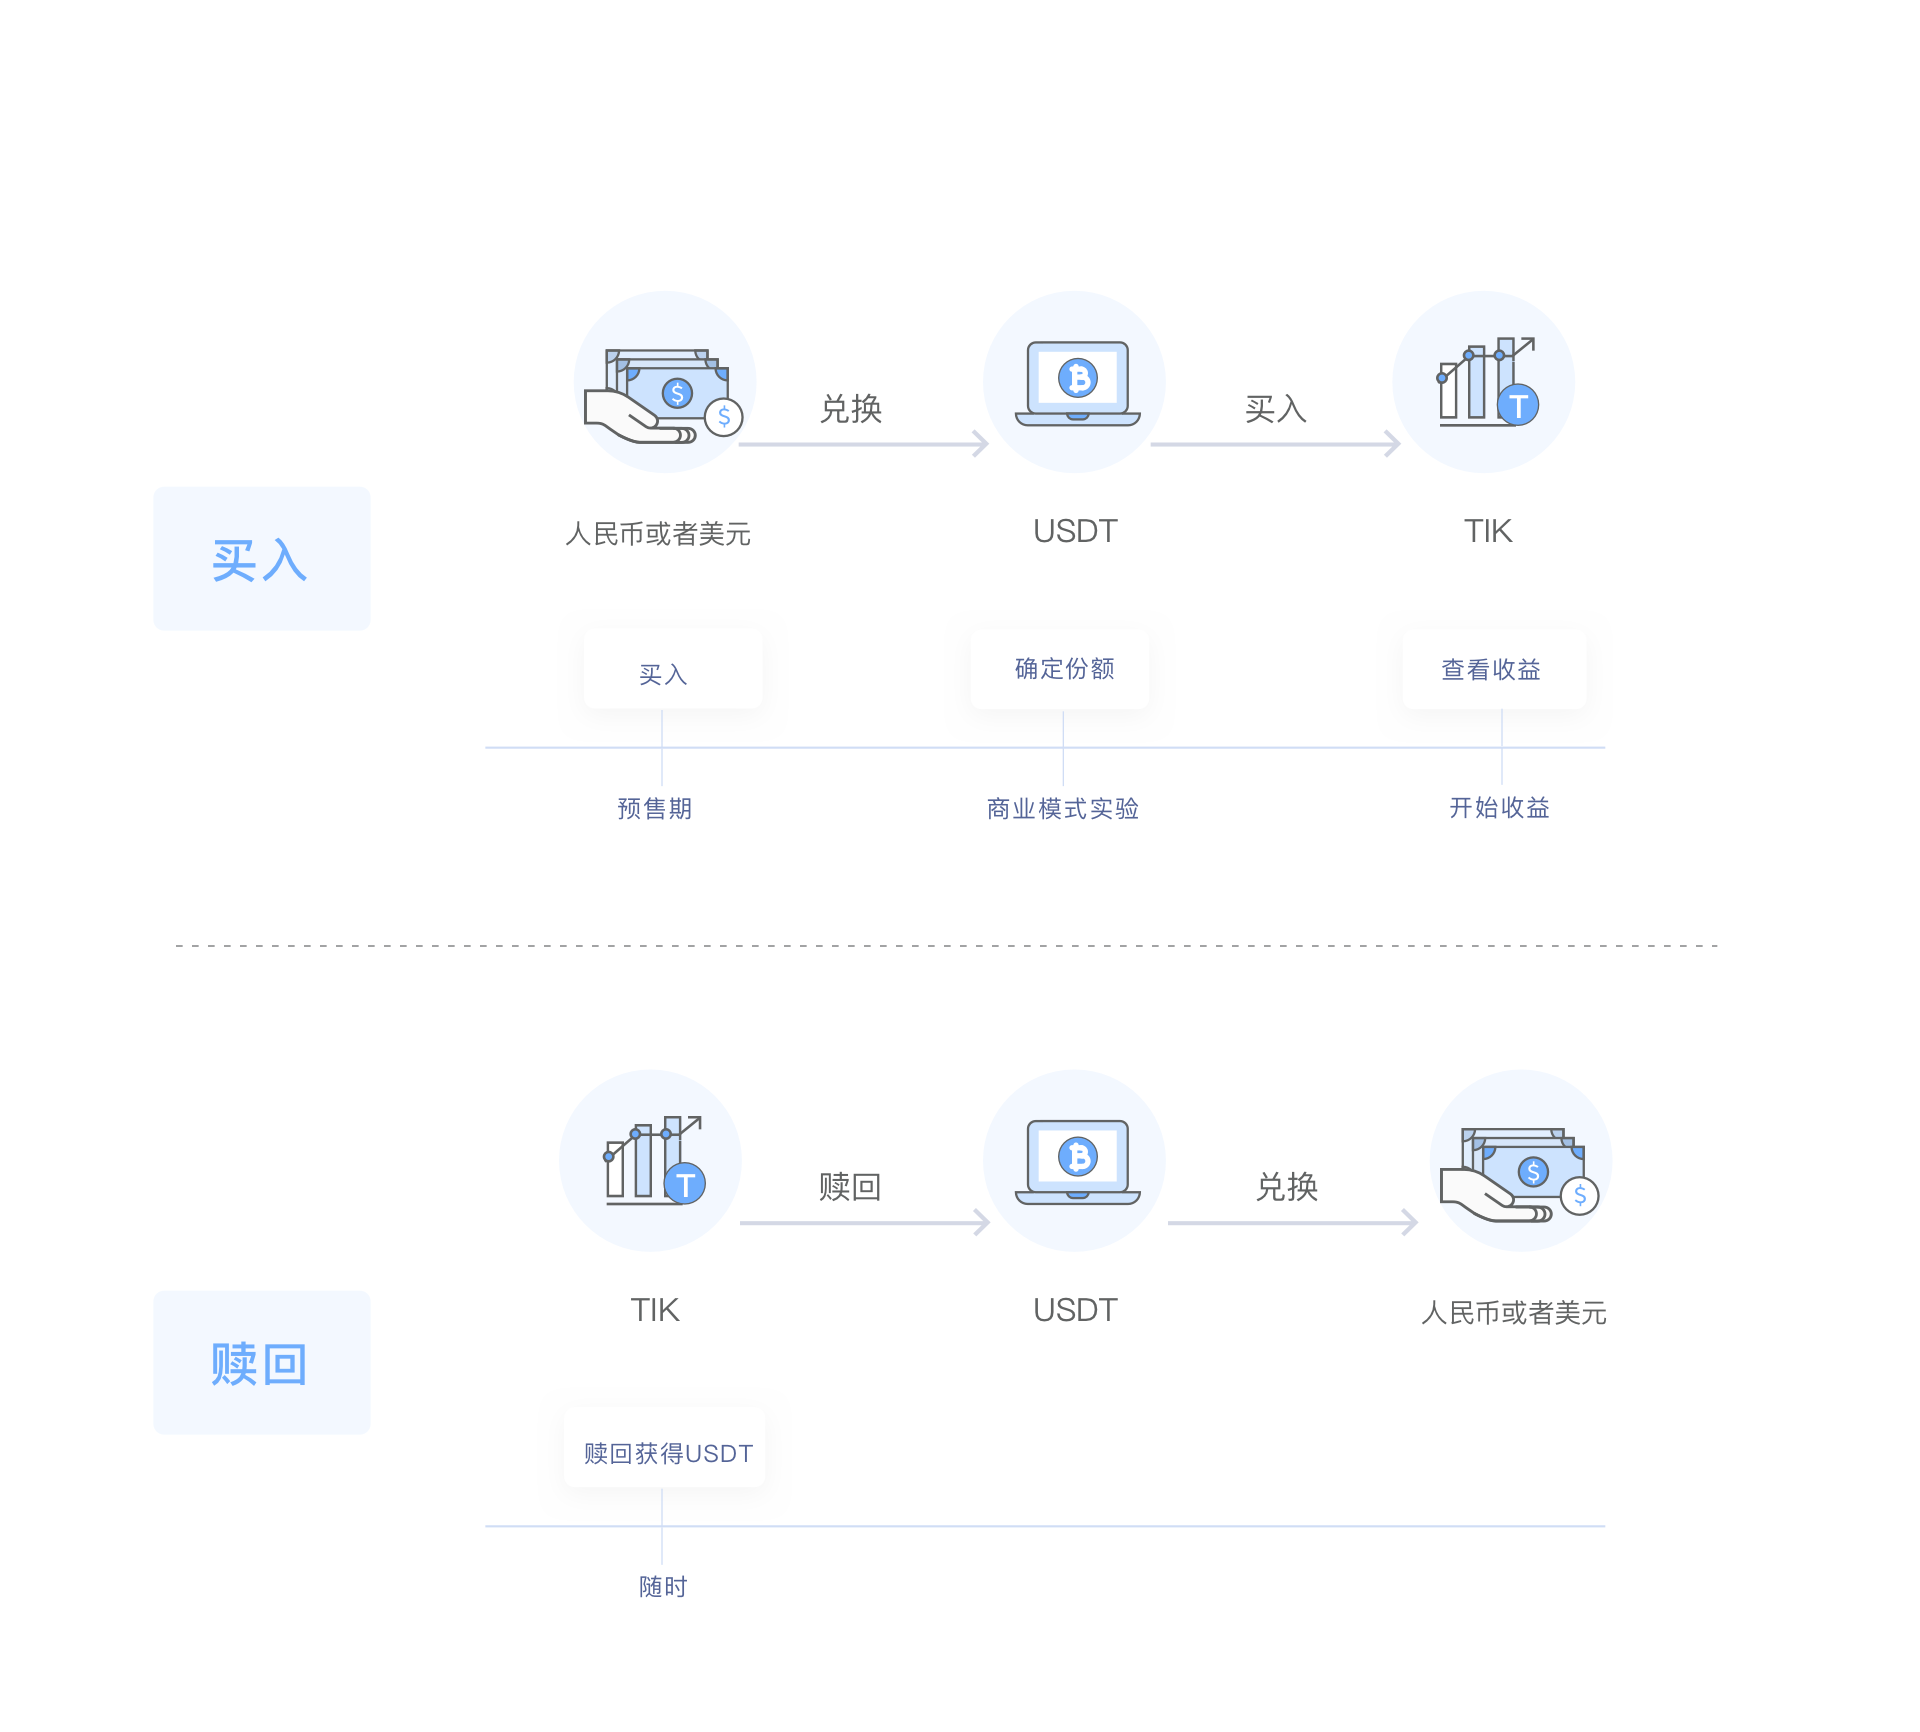 兑换
买入
$
$
T
人民币或者美元
USDT
TIK
买入
买入
确定份额
查看收益
预售期
商业模式实验
开始收益
T
赎回
兑换
$
$
TIK
USDT
人民币或者美元
赎回
赎回获得USDT
随时